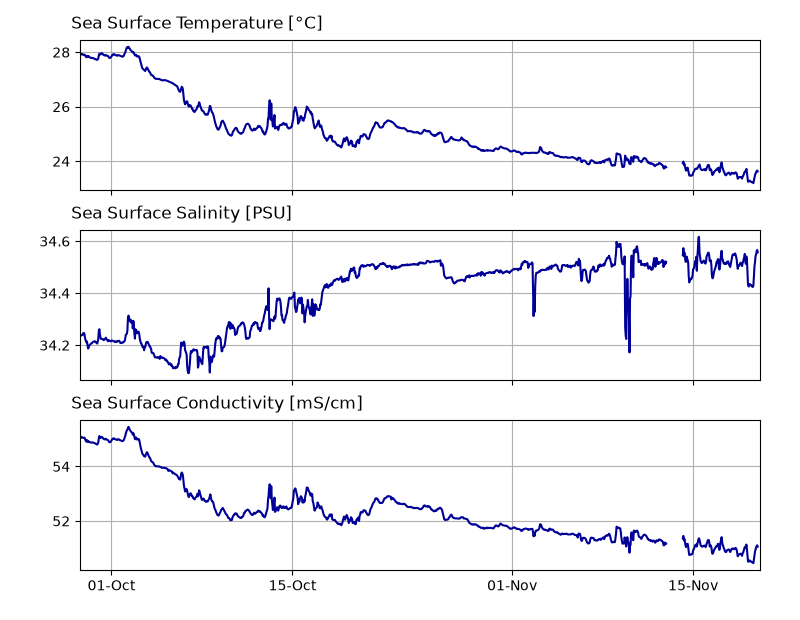 Sea Surface Temperature [°C]
28
26
24
Sea Surface Salinity [PSU]
34.6
34.4
34.2
Sea Surface Conductivity [mS/cm]
54
52
01-Oct 15-Oct 01-Nov 15-Nov